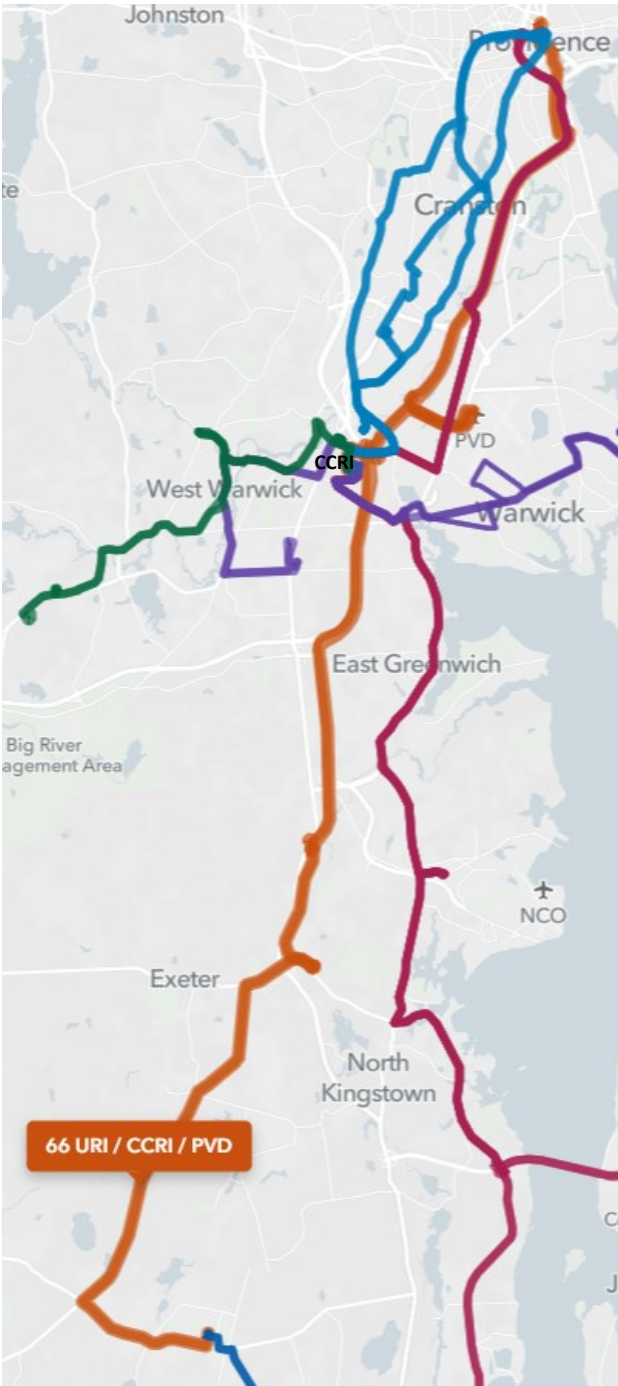 Johnston
Providence
te
Cranston
PVD
CCRI
West Warwick
Warwick
East Greenwich
Big River
agement Area
NCO
Exeter
North
Kingstown
66 URI / CCRI / PVD
C
J